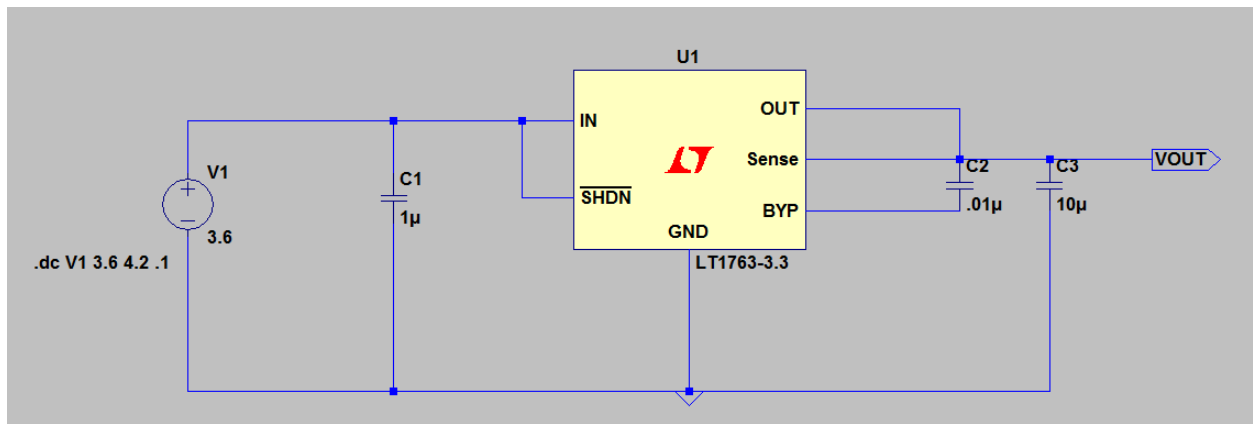 U1
IN
OUT
V1
C1
1µ
SHDN
Sense
C2
C3
VOUT
3.6
BYP
.01µ
10µ
GND
.dc V1 3.6 4.2 .1
LT1763-3.3